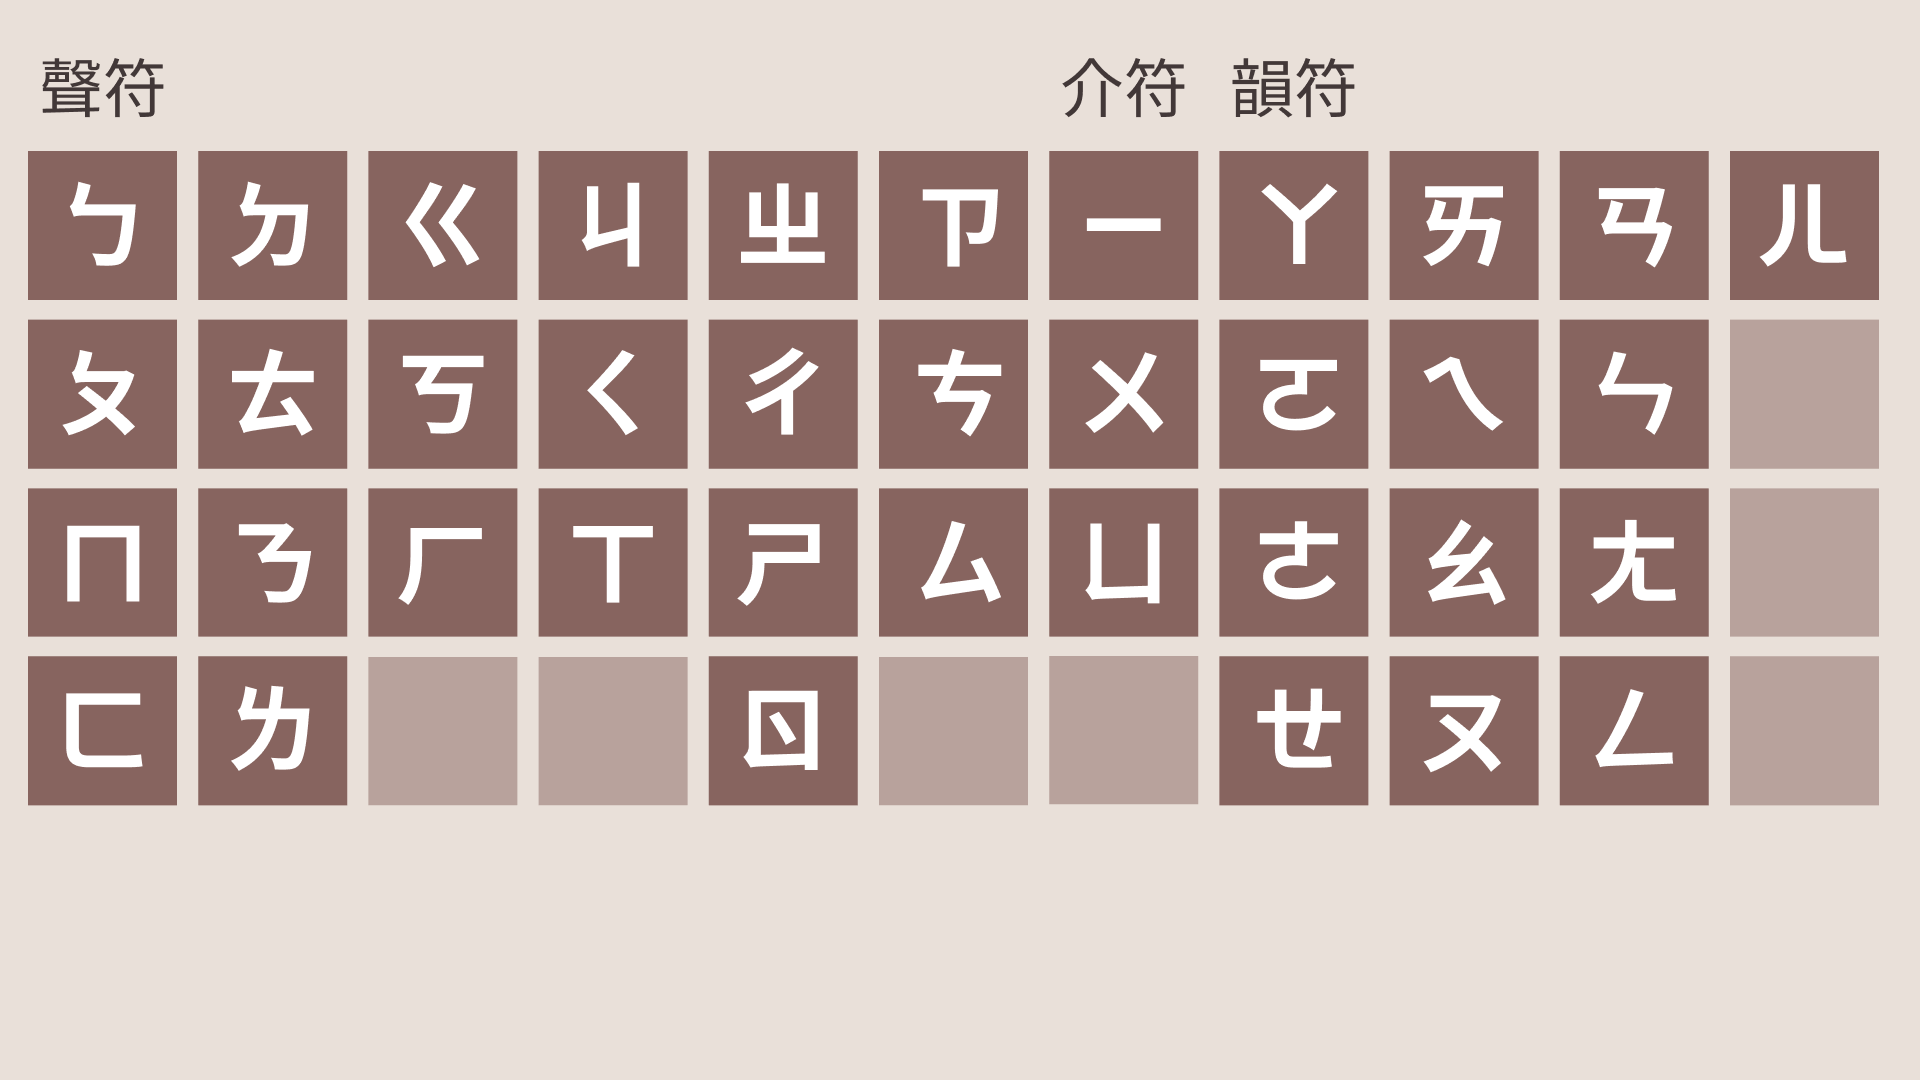 聲符 介符 韻符
ㄅ ㄉ ㄍ ㄐ ㄓ ㄗ ㄧ ㄚ ㄞ ㄢ ㄦ
ㄆ ㄊ ㄎ ㄑ ㄔ ㄘ ㄨ ㄛ ㄟ ㄣ
ㄇ ㄋ ㄏ ㄒ ㄕ ㄙ ㄩ ㄜ ㄠ ㄤ
ㄈ ㄌ ㄖ ㄝ ㄡ ㄥ